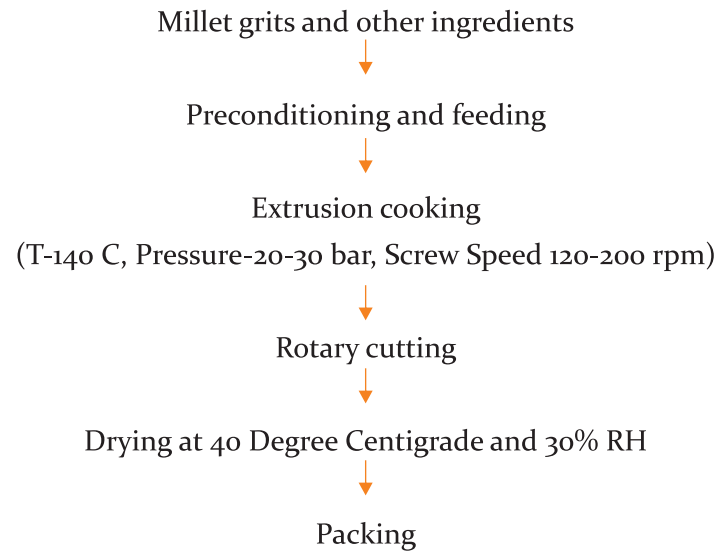 Millet grits and other ingredients
Preconditioning and feeding
Extrusion cooking
(T-140 C, Pressure-20-30 bar, Screw Speed 120-200 rpm)
Rotary cutting
Drying at 40 Degree Centigrade and 30% RH
Packing